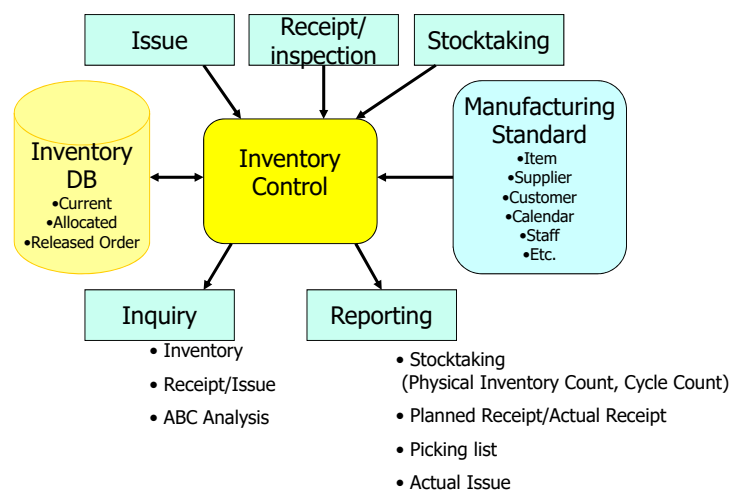 Issue
Receipt/
inspection
Stocktaking
Inventory
DB
•Current
•Allocated
•Released Order
Inventory
Control
Manufacturing
Standard
•Item
•Supplier
•Customer
•Calendar
•Staff
•Etc.
Inquiry
• Inventory
• Receipt/Issue
• ABC Analysis
Reporting
• Stocktaking
(Physical Inventory Count, Cycle Count)
• Planned Receipt/Actual Receipt
• Picking list
• Actual Issue